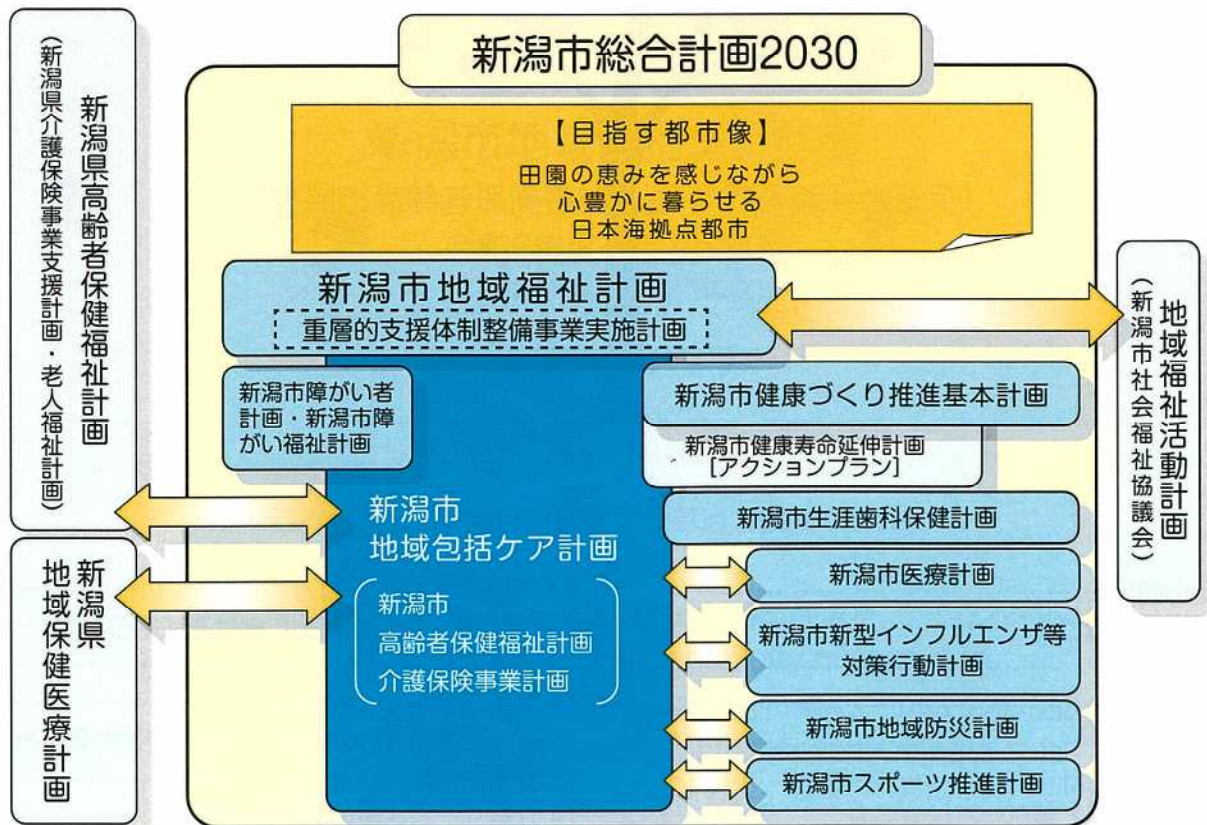 新潟市総合計画2030
【目指す都市像】
田園の恵みを感じながら
心豊かに暮らせる
日本海拠点都市
新潟県高齢者保健福祉計画
(新潟県介護保険事業支援計画・老人福祉計画)
新潟県
地域保健医療計画
新潟市地域福祉計画
重層的支援体制整備事業実施計画
新潟市障がい者
計画・新潟市障
がい福祉計画
新潟市
地域包括ケア計画
新潟市
高齢者保健福祉計画
介護保険事業計画
新潟市健康づくり推進基本計画
新潟市健康寿命延伸計画
[アクションプラン]
新潟市生涯歯科保健計画
新潟市医療計画
新潟市新型インフルエンザ等
対策行動計画
新潟市地域防災計画
新潟市スポーツ推進計画
地域福祉活動計画
(新潟市社会福祉協議会)